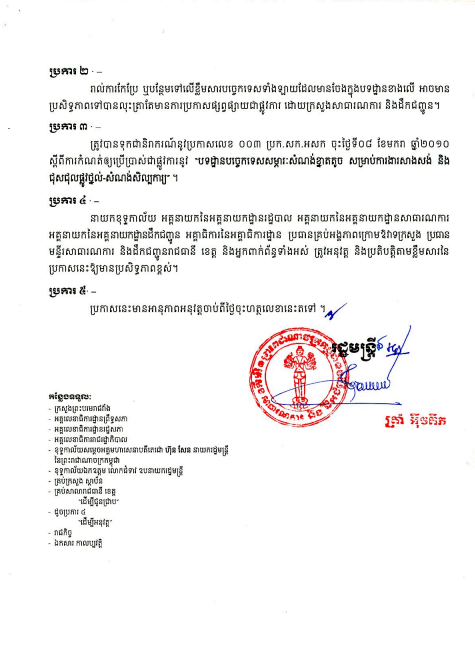 ប្រការ ២ · –
រាល់ការកែប្រែ ឬបន្ថែមទៅលើខ្លឹមសារបច្ចេកទេសទាំងឡាយដែលមានចែងក្នុងបទដ្ឋានខាងលើ អាចមាន
ប្រសិទ្ធភាពទៅបានលុះត្រាតែមានការប្រកាសផ្សព្វផ្សាយជាផ្លូវការ ដោយក្រសួងសាធារណការ និងដឹកជញ្ជូន។
ប្រការ ៣ · –
ត្រូវបានទុកជានិរាករណ៍នូវប្រកាសលេខ ០០៣ ប្រក.សក.អសក ចុះថ្ងៃទី០៨ ខែមករា ឆ្នាំ២០១០
ស្តីពីការកំណត់ឲ្យប្រើប្រាស់ជាផ្លូវការនូវ "បទដ្ឋានបច្ចេកទេសសម្ភារៈសំណង់ខ្នាតតូច សម្រាប់ការងារសាងសង់ និង
ជុសជុលផ្លូវថ្នល់-សំណង់សិល្បការ្យ" ។
ប្រការ ៤ · –
នាយកខុទ្ទកាល័យ អគ្គនាយកនៃអគ្គនាយកដ្ឋានរដ្ឋបាល អគ្គនាយកនៃអគ្គនាយកដ្ឋានសាធារណការ
អគ្គនាយកនៃអគ្គនាយកដ្ឋានដឹកជញ្ជូន អគ្គាធិការនៃអគ្គាធិការដ្ឋាន ប្រធានគ្រប់អង្គភាពក្រោមឱវាទក្រសួង ប្រធាន
មន្ទីរសាធារណការ និងដឹកជញ្ជូនរាជធានី ខេត្ត និងអ្នកពាក់ព័ន្ធទាំងអស់ ត្រូវអនុវត្ត និងប្រតិបត្តិតាមខ្លឹមសារនៃ
ប្រកាសនេះឱ្យមានប្រសិទ្ធភាពខ្ពស់។
ប្រការ ៥ · –
ប្រកាសនេះមានអានុភាពអនុវត្តចាប់ពីថ្ងៃចុះហត្ថលេខានេះតទៅ ។
រដ្ឋមន្ត្រី
ត្រាំ អ៊ីវតឹក
កន្លែងទទួល:
- ក្រសួងព្រះបរមរាជវាំង
- អគ្គលេខាធិការដ្ឋានព្រឹទ្ធសភា
- អគ្គលេខាធិការដ្ឋានរដ្ឋសភា
- អគ្គលេខាធិការរាជរដ្ឋាភិបាល
- ខុទ្ទកាល័យសម្តេចអគ្គមហាសេនាបតីតេជោ ហ៊ុន សែន នាយករដ្ឋមន្ត្រី
នៃព្រះរាជាណាចក្រកម្ពុជា
- ខុទ្ទកាល័យឯកឧត្តម លោកជំទាវ ឧបនាយករដ្ឋមន្ត្រី
- គ្រប់ក្រសួង ស្ថាប័ន
- គ្រប់សាលារាជធានី ខេត្ត
"ដើម្បីជូនជ្រាប"
- ដូចប្រការ ៤
"ដើម្បីអនុវត្ត"
- រាជកិច្ច
- ឯកសារ កាលប្បវត្តិ